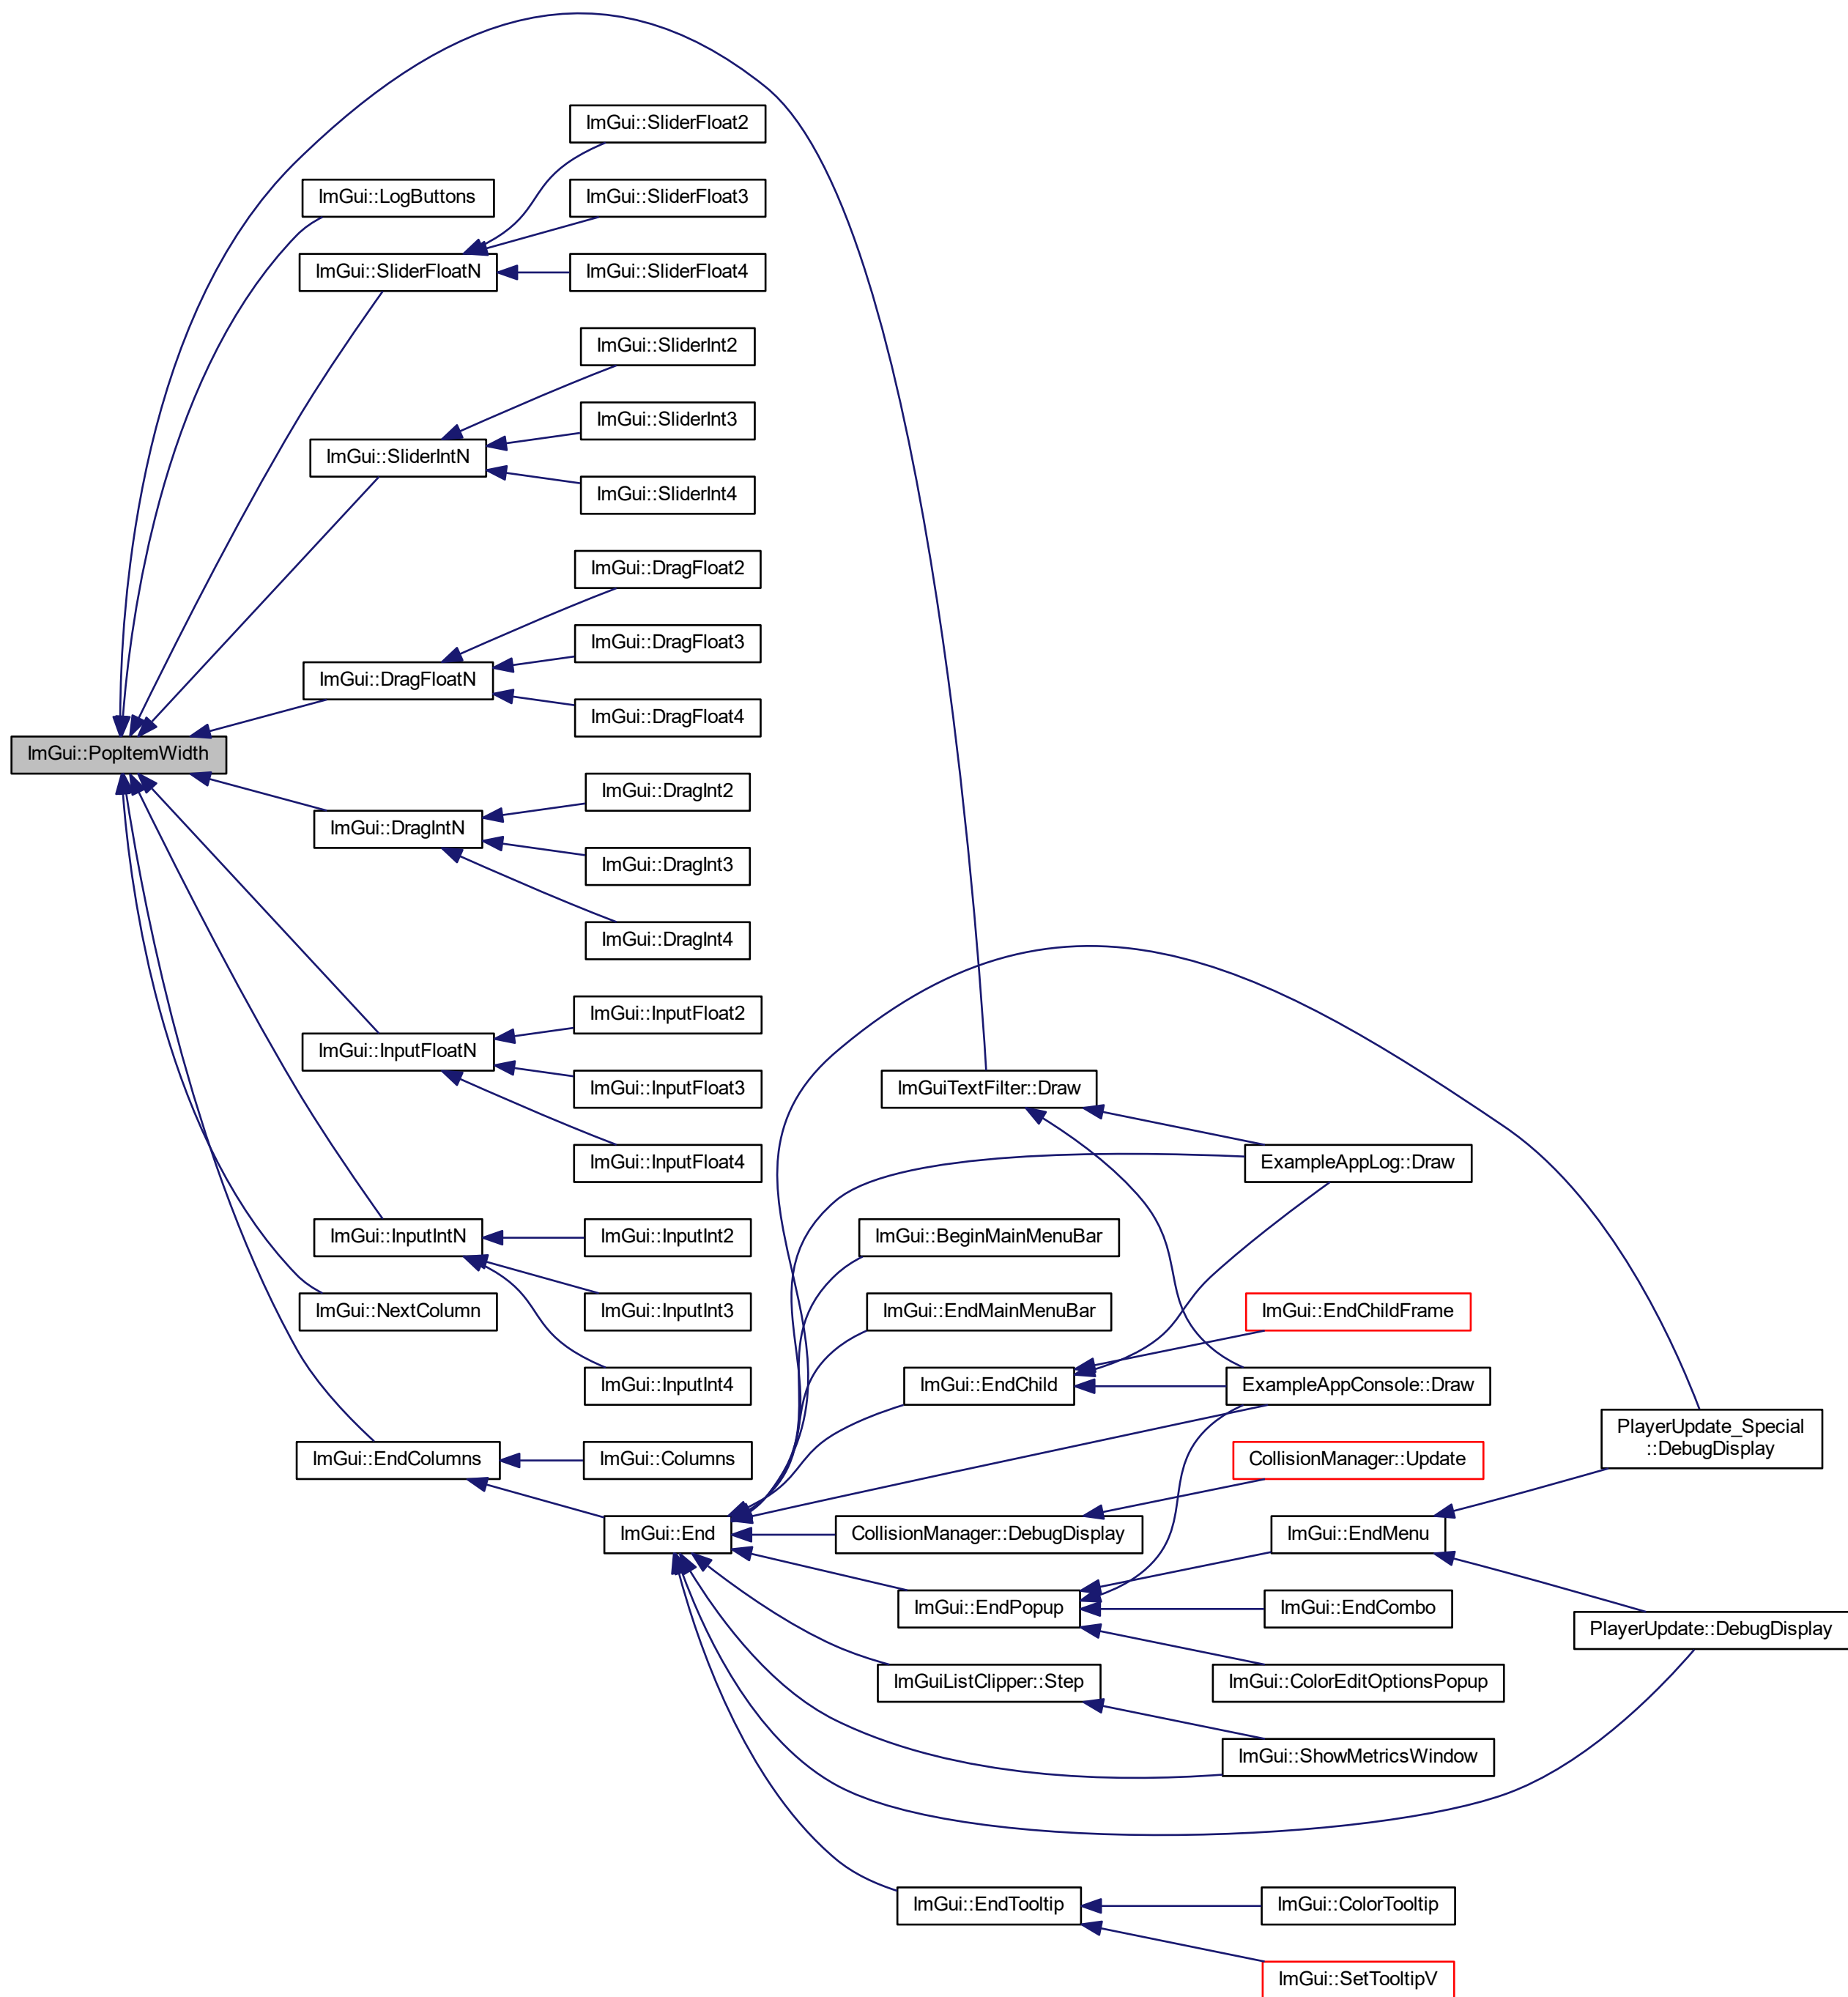 ImGui::SliderFloat2
ImGui::LogButtons
ImGui::SliderFloat3
ImGui::SliderFloatN
ImGui::SliderFloat4
ImGui::SliderInt2
ImGui::SliderInt3
ImGui::SliderIntN
ImGui::SliderInt4
ImGui::DragFloat2
ImGui::DragFloat3
ImGui::DragFloatN
ImGui::DragFloat4
ImGui::PopItemWidth
ImGui::DragInt2
ImGui::DragIntN
ImGui::DragInt3
ImGui::DragInt4
ImGui::InputFloat2
ImGui::InputFloatN
ImGui::InputFloat3
ImGuiTextFilter::Draw
ImGui::InputFloat4
ExampleAppLog::Draw
ImGui::InputIntN
ImGui::InputInt2
ImGui::BeginMainMenuBar
ImGui::NextColumn
ImGui::InputInt3
ImGui::EndMainMenuBar
ImGui::EndChildFrame
ImGui::InputInt4
ImGui::EndChild
ExampleAppConsole::Draw
PlayerUpdate_Special
::DebugDisplay
ImGui::EndColumns
ImGui::Columns
CollisionManager::Update
ImGui::End
CollisionManager::DebugDisplay
ImGui::EndMenu
ImGui::EndPopup
ImGui::EndCombo
PlayerUpdate::DebugDisplay
ImGuiListClipper::Step
ImGui::ColorEditOptionsPopup
ImGui::ShowMetricsWindow
ImGui::EndTooltip
ImGui::ColorTooltip
ImGui::SetTooltipV